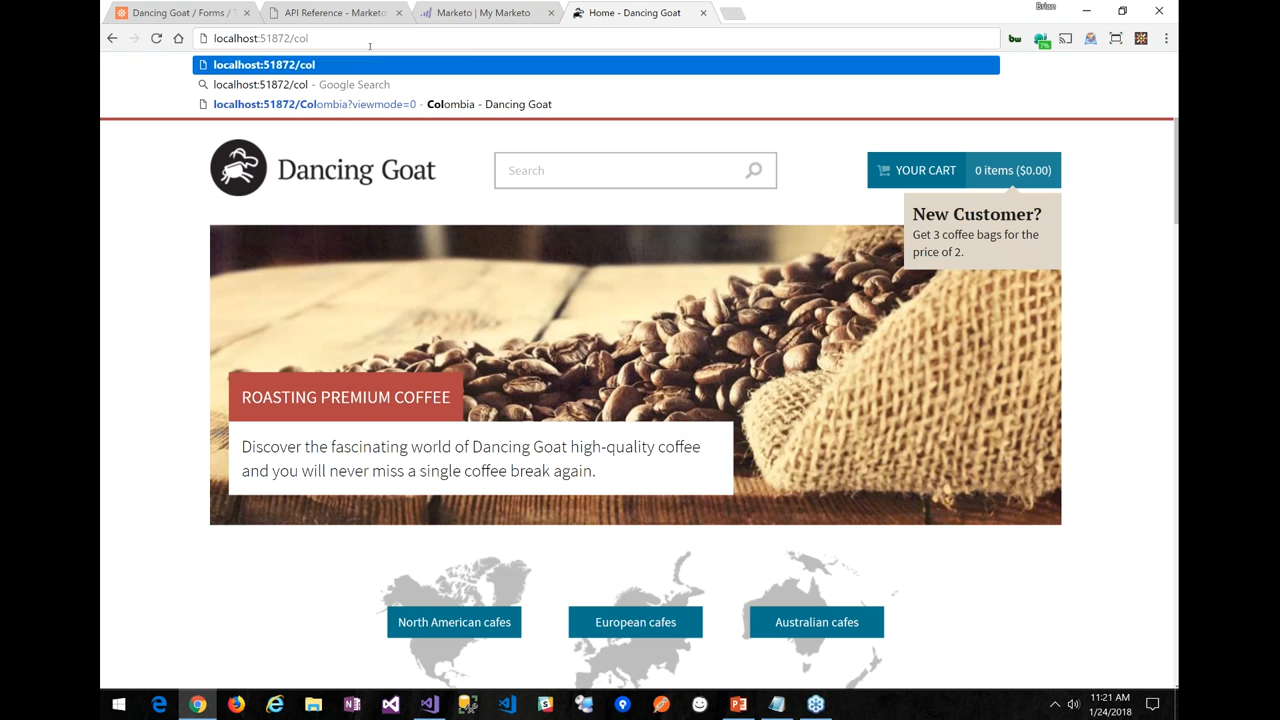 Dancing Goat / Forms / T
API Reference - Marketo
Marketo | My Marketo
Home - Dancing Goat
Brian
localhost:51872/col
7%
localhost:51872/col
localhost:51872/col - Google Search
localhost:51872/Colombia?viewmode=0 - Colombia - Dancing Goat
Dancing Goat
Search
YOUR CART 0 items ($0.00)
New Customer?
Get 3 coffee bags for the
price of 2.
ROASTING PREMIUM COFFEE
Discover the fascinating world of Dancing Goat high-quality coffee
and you will never miss a single coffee break again.
North American cafes
European cafes
Australian cafes
11:21 AM
1/24/2018